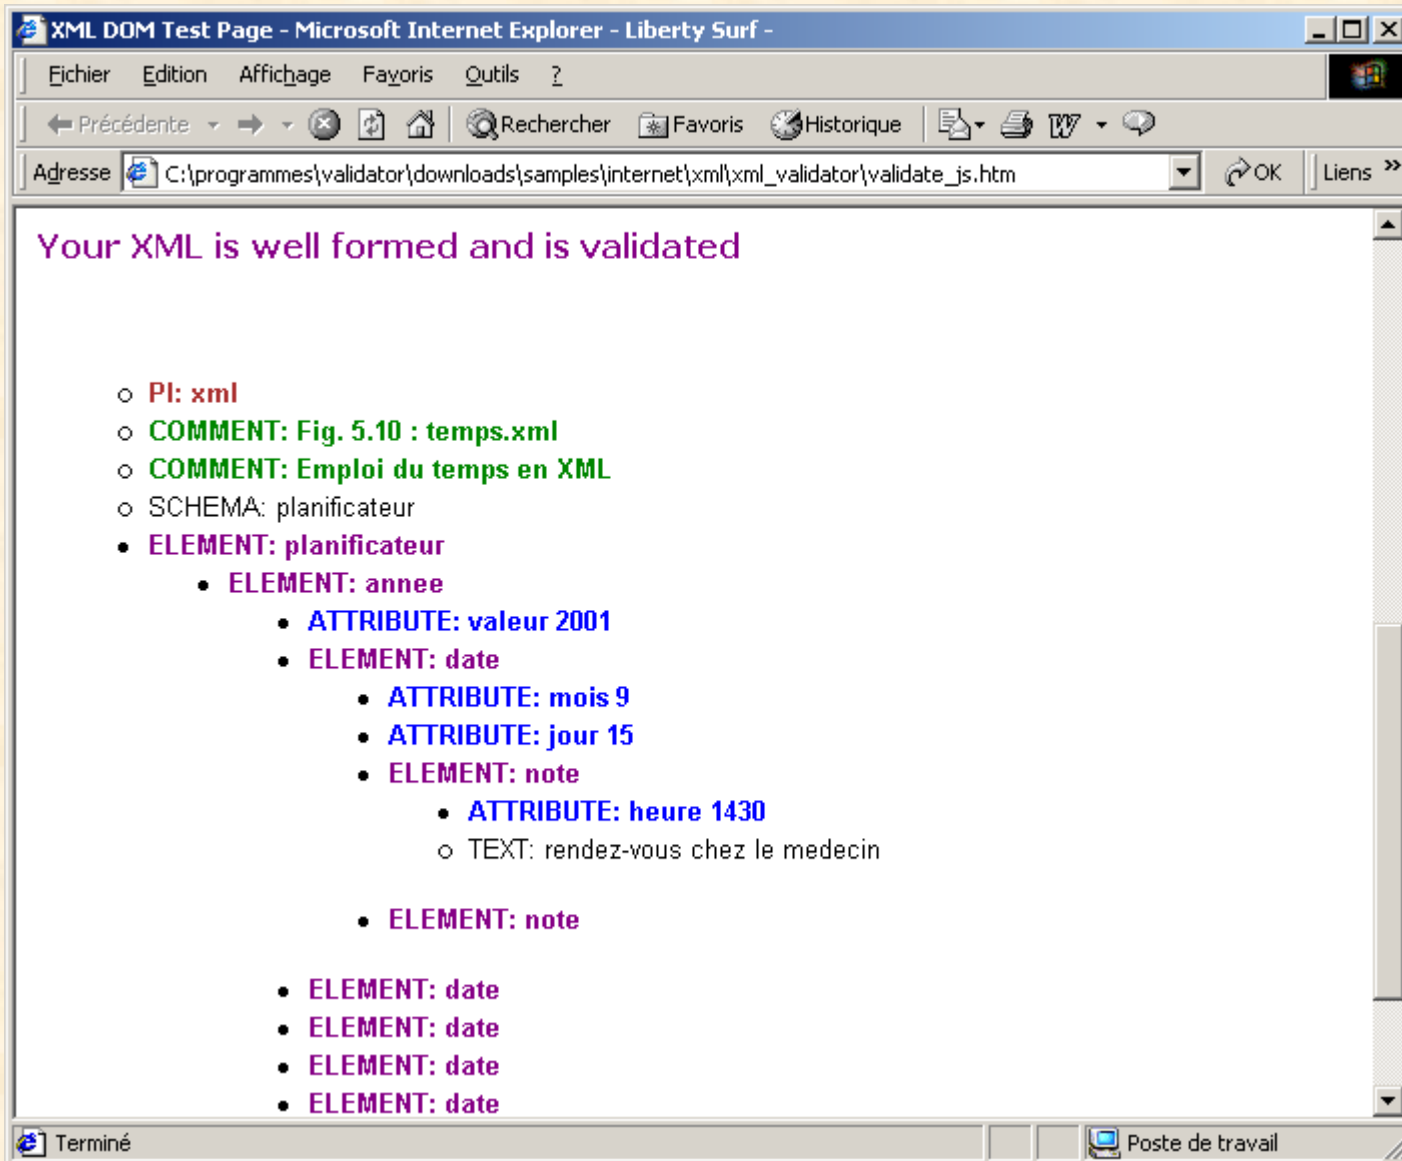 XML DOM Test Page - Microsoft Internet Explorer - Liberty Surf -
Fichier Edition Affichage Favoris Outils ?
Précédente Rechercher Favoris Historique
Adresse C:\programmes\validator\downloads\samples\internet\xml\xml_validator\validate_js.htm OK Liens »
Your XML is well formed and is validated
PI: xml
COMMENT: Fig. 5.10 : temps.xml
COMMENT: Emploi du temps en XML
SCHEMA: planificateur
ELEMENT: planificateur
ELEMENT: annee
ATTRIBUTE: valeur 2001
ELEMENT: date
ATTRIBUTE: mois 9
ATTRIBUTE: jour 15
ELEMENT: note
ATTRIBUTE: heure 1430
TEXT: rendez-vous chez le medecin
ELEMENT: note
ELEMENT: date
ELEMENT: date
ELEMENT: date
ELEMENT: date
Terminé Poste de travail